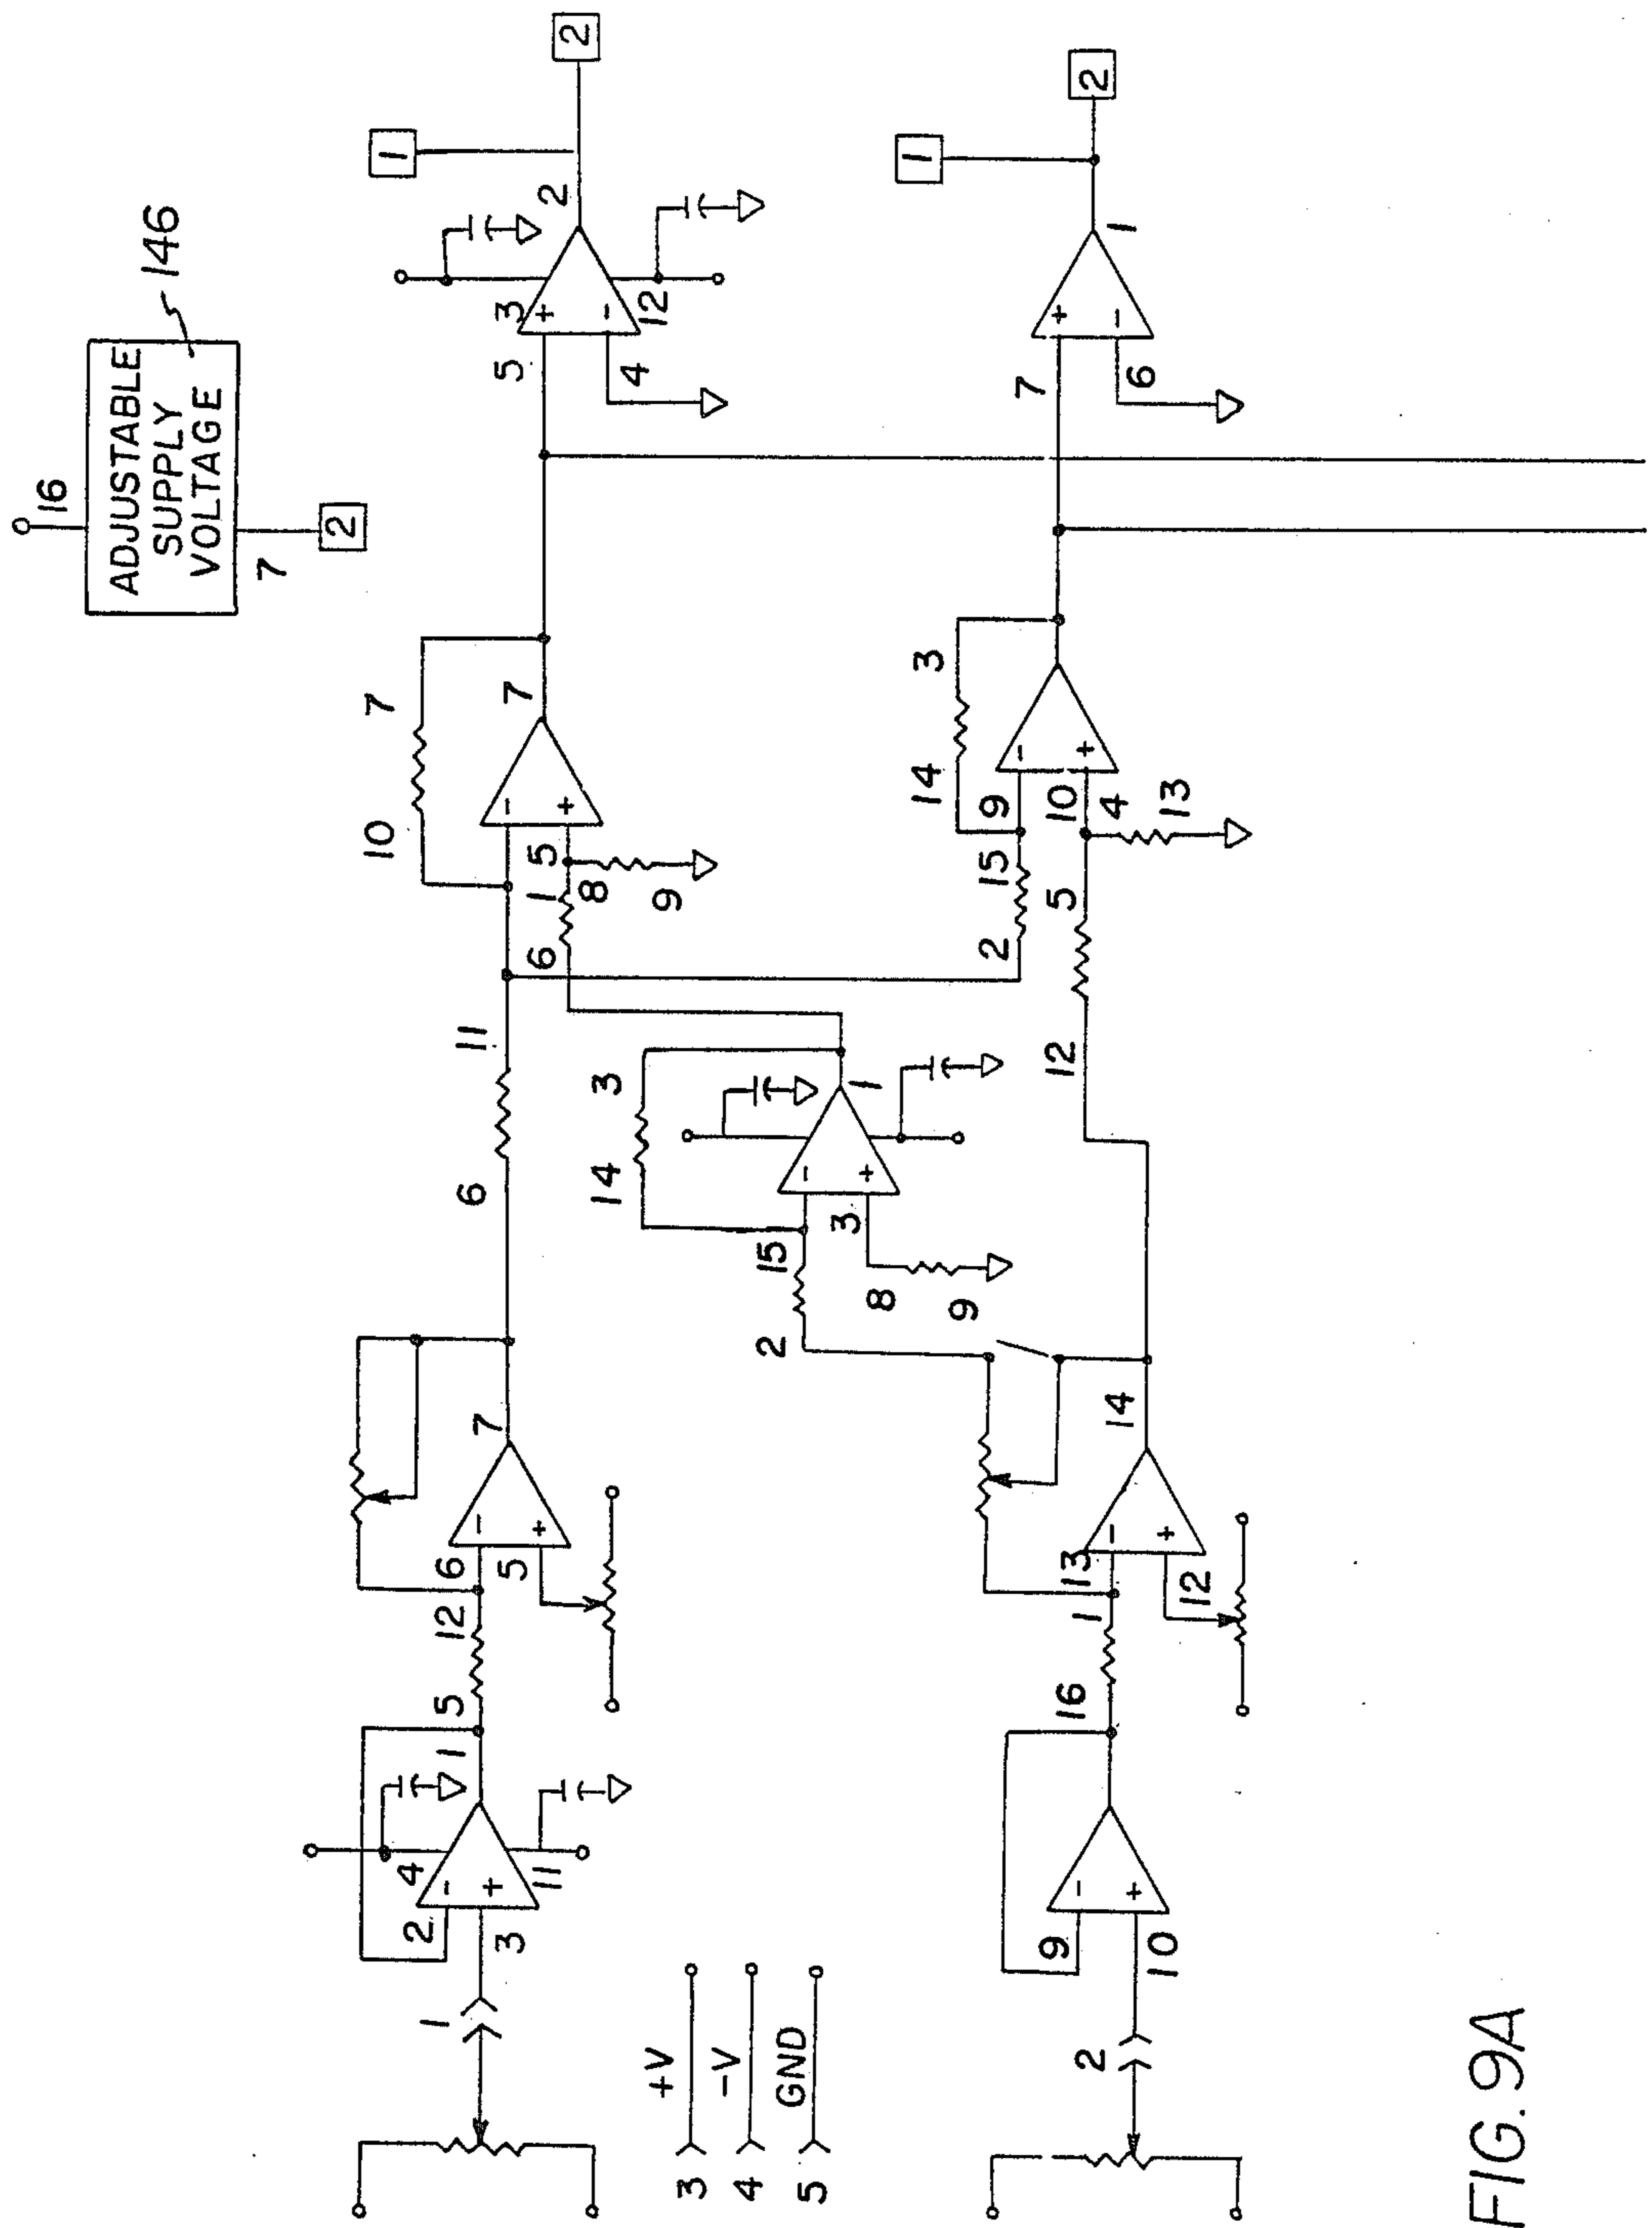 16
ADJUSTABLE
SUPPLY
VOLTAGE
146
7
2
10 7 1
1 2 4 1 5 12 6 7 6 11 7 5 3 2 2
+ - + - - + + -
3 11 5 6 1 5 4 12
8
9
14 3
3 +V
4 -V
5 GND
2 15 - + 3 1
8
9
14 3 1
9 - + 16 1 13 - + 14 12 2 15 9 - 7 + - 1 2
2 10 12 12 5 10 + 4 6
13
FIG. 9A